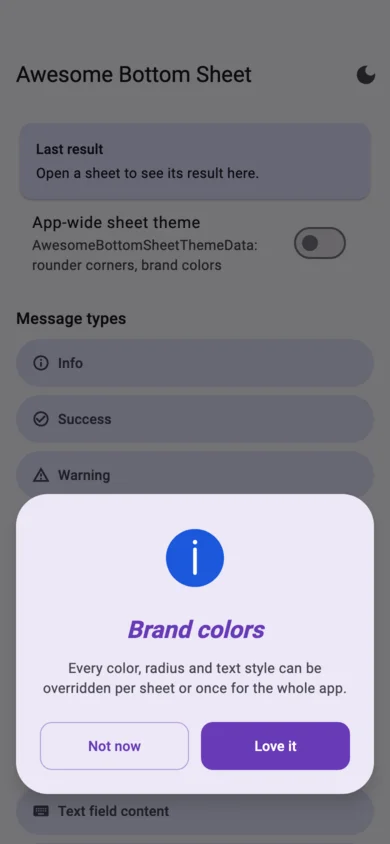 Awesome Bottom Sheet
Last result
Open a sheet to see its result here.
App-wide sheet theme
AwesomeBottomSheetThemeData:
rounder corners, brand colors
Message types
Info
Success
Warning
Brand colors
Every color, radius and text style can be
overridden per sheet or once for the whole app.
Not now
Love it
Text field content